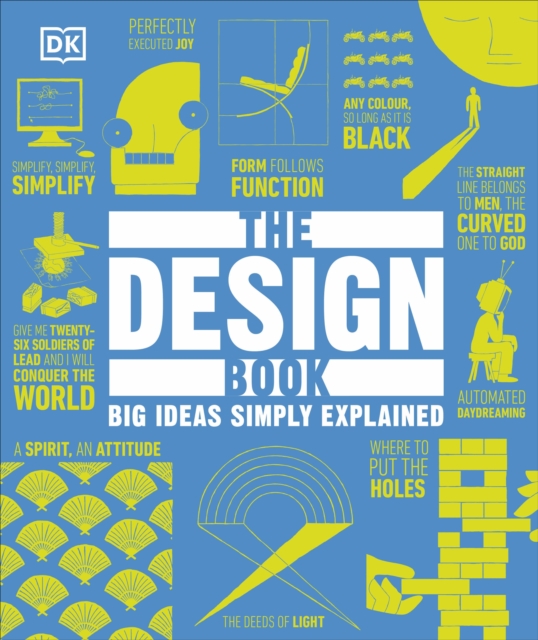 DK
PERFECTLY
EXECUTED JOY
ANY COLOUR,
SO LONG AS IT IS
BLACK
SIMPLIFY, SIMPLIFY,
SIMPLIFY
FORM FOLLOWS
FUNCTION
THE STRAIGHT
LINE BELONGS
TO MEN, THE
CURVED
ONE TO GOD
THE
DESIGN
BOOK
BIG IDEAS SIMPLY EXPLAINED
GIVE ME TWENTY-
SIX SOLDIERS OF
LEAD AND I WILL
CONQUER THE
WORLD
AUTOMATED
DAYDREAMING
A SPIRIT, AN ATTITUDE
WHERE TO
PUT THE
HOLES
THE DEEDS OF LIGHT